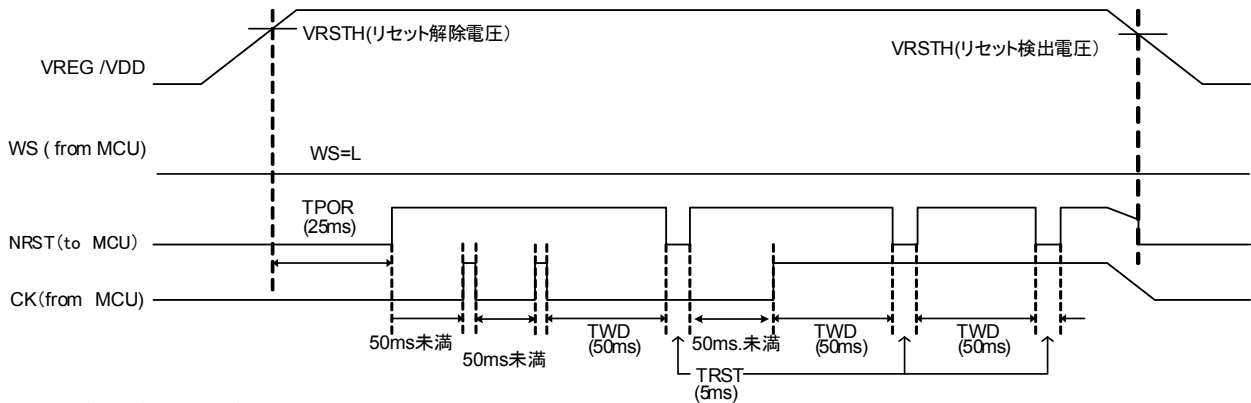 VRSTH(リセット解除電圧)
VRSTH(リセット検出電圧)
VREG /VDD
WS ( from MCU)
WS=L
TPOR
(25ms)
NRST(to MCU)
CK(from MCU)
50ms未満
50ms未満
TWD
(50ms)
50ms.未満
TWD
(50ms)
TWD
(50ms)
TRST
(5ms)